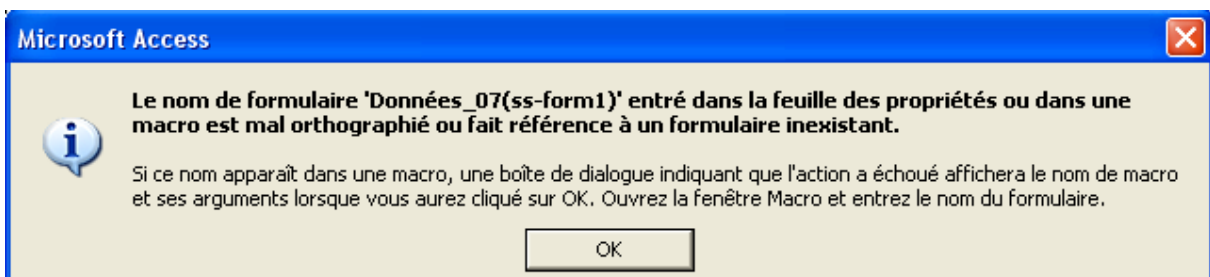 Microsoft Access
Le nom de formulaire 'Données_07(ss-form1)' entré dans la feuille des propriétés ou dans une
macro est mal orthographié ou fait référence à un formulaire inexistant.
Si ce nom apparaît dans une macro, une boîte de dialogue indiquant que l'action a échoué affichera le nom de macro
et ses arguments lorsque vous aurez cliqué sur OK. Ouvrez la fenêtre Macro et entrez le nom du formulaire.
OK